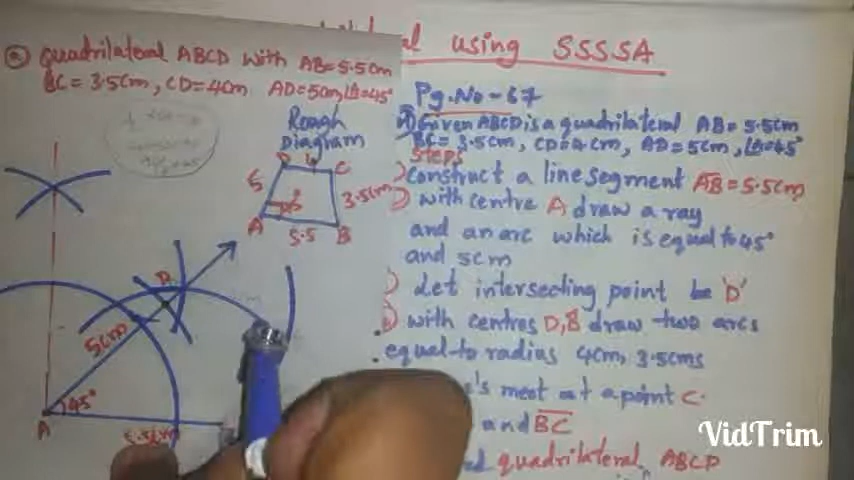 al using SSSSA
@ quadrilateral ABCD with AB=5.5cm
BC=3.5cm, CD=4cm AD=5cm, ∠A=45°
Pg.No-67
Given ABCD is a quadrilateral AB=5.5cm
BC=3.5cm, CD=4cm, AD=5cm, ∠A=45°
steps
construct a line segment AB=5.5cm
with centre A draw a ray
and an arc which is equal to 45°
and 5cm
Let intersecting point be 'D'
with centres D,B draw two arcs
equal to radius 4cm, 3.5cms
meet at a point C.
and BC
quadrilateral ABCD
Rough
Diagram
D 4 C
5
3.5cm
A
5.5
B
D
5cm
45°
A
5.5cm
VidTrim